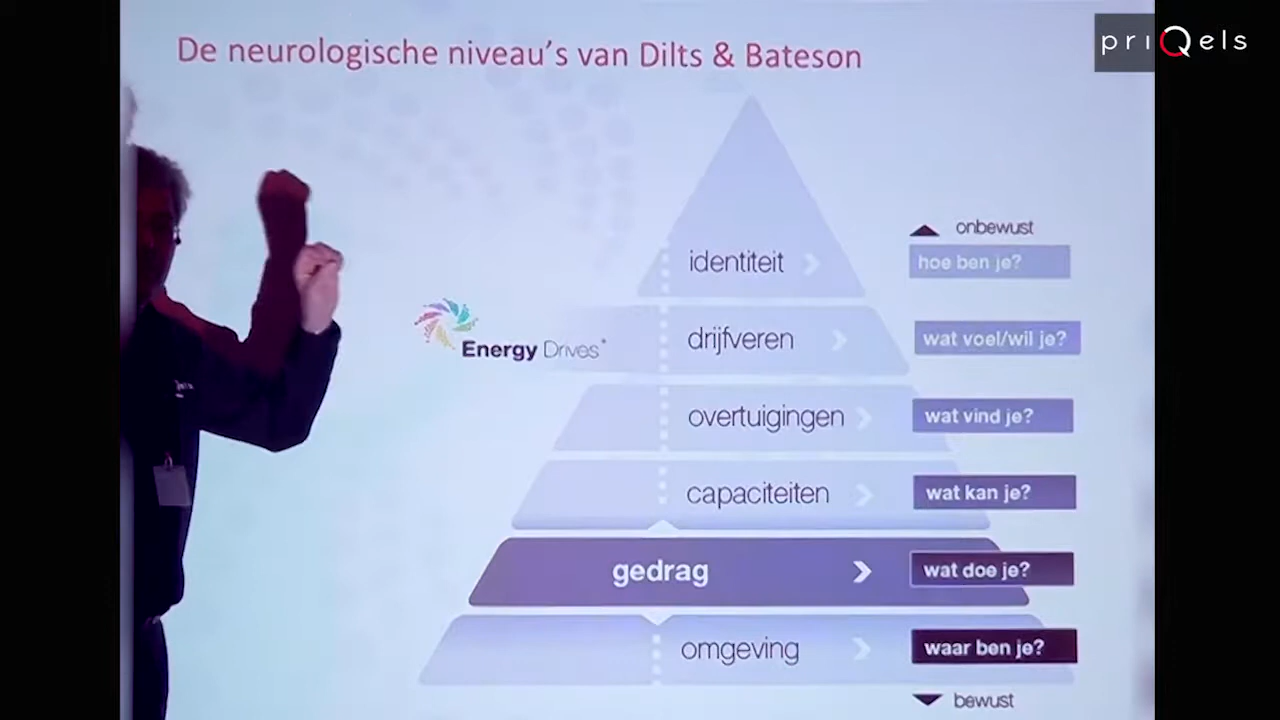 priQels
De neurologische niveau's van Dilts & Bateson
onbewust
identiteit
hoe ben je?
Energy Drives®
drijfveren
wat voel/wil je?
overtuigingen
wat vind je?
capaciteiten
wat kan je?
gedrag
wat doe je?
omgeving
waar ben je?
bewust